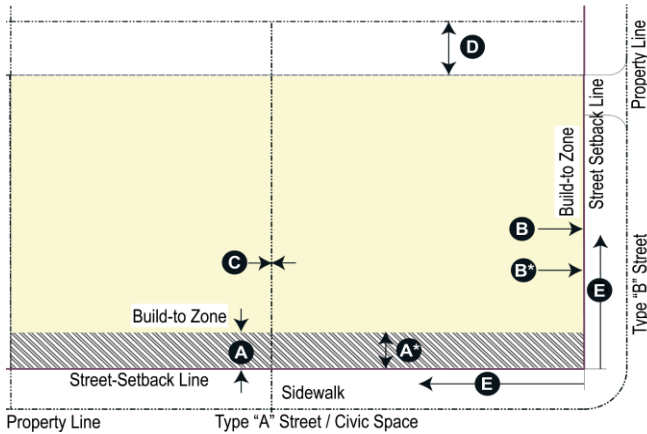 D
Property Line
Street Setback Line
Build-to Zone
B
C
B*
E
Type "B" Street
Build-to Zone
A
A*
Street-Setback Line
E
Sidewalk
Property Line
Type "A" Street / Civic Space